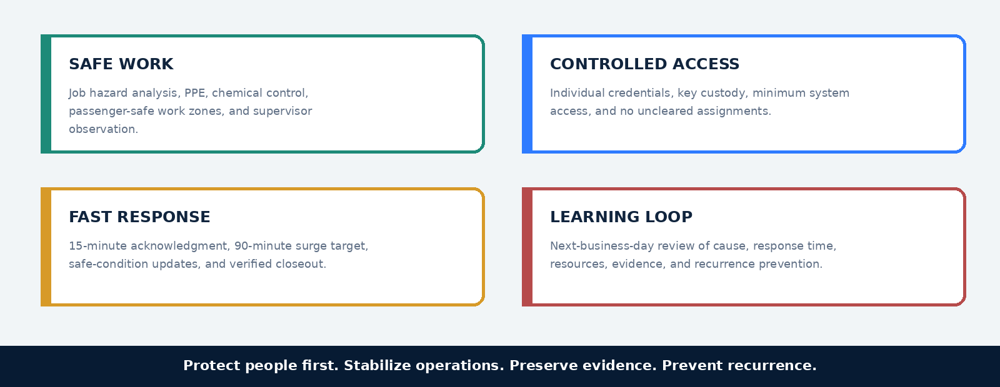 SAFE WORK
Job hazard analysis, PPE, chemical control,
passenger-safe work zones, and supervisor
observation.
CONTROLLED ACCESS
Individual credentials, key custody, minimum system
access, and no uncleared assignments.
FAST RESPONSE
15-minute acknowledgment, 90-minute surge target,
safe-condition updates, and verified closeout.
LEARNING LOOP
Next-business-day review of cause, response time,
resources, evidence, and recurrence prevention.
Protect people first. Stabilize operations. Preserve evidence. Prevent recurrence.